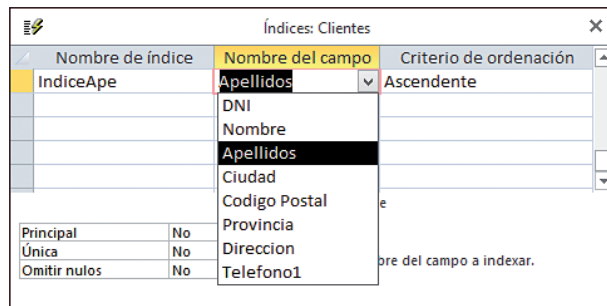 Índices: Clientes
Nombre de índice Nombre del campo Criterio de ordenación
IndiceApe Apellidos Ascendente
DNI
Nombre
Apellidos
Ciudad
Codigo Postal
Provincia
Direccion
Telefono1
Principal No
Única No
Omitir nulos No
del campo a indexar.